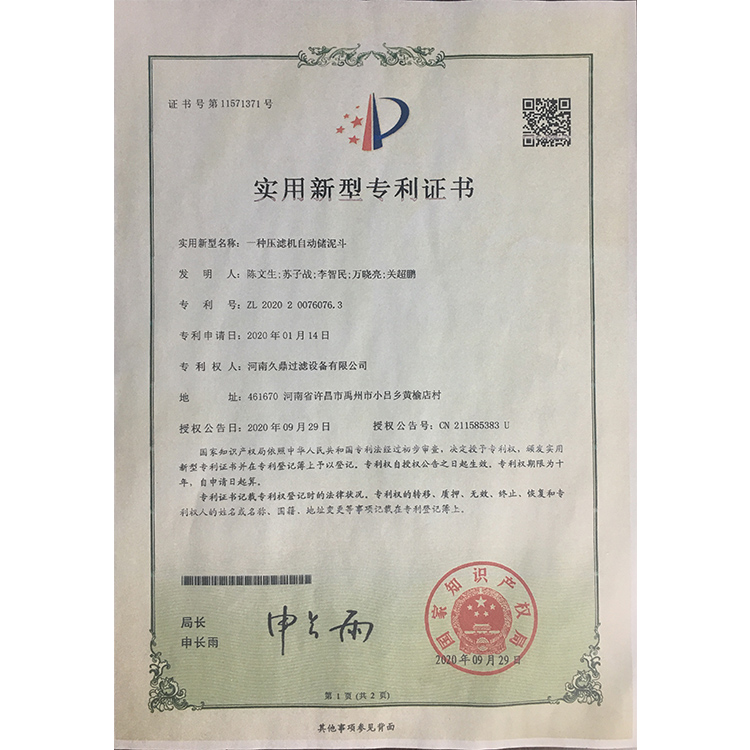 证书号第11571371号
实用新型专利证书
实用新型名称：一种压滤机自动储泥斗
发明人：陈文生;苏子战;李智民;万晓亮;关超鹏
专利号：ZL 2020 2 0076076.3
专利申请日：2020年01月14日
专利权人：河南久鼎过滤设备有限公司
地址：461670 河南省许昌市禹州市小吕乡黄榆店村
授权公告日：2020年09月29日 授权公告号：CN 211585383 U
国家知识产权局依照中华人民共和国专利法经过初步审查，决定授予专利权，颁发实用
新型专利证书并在专利登记簿上予以登记。专利权自授权公告之日起生效。专利权期限为十
年，自申请日起算。
专利证书记载专利权登记时的法律状况。专利权的转移、质押、无效、终止、恢复和专
利权人的姓名或名称、国籍、地址变更等事项记载在专利登记簿上。
局长
申长雨
申长雨
国家知识产权局
2020年09月29日
第1页(共2页)
其他事项参见背面